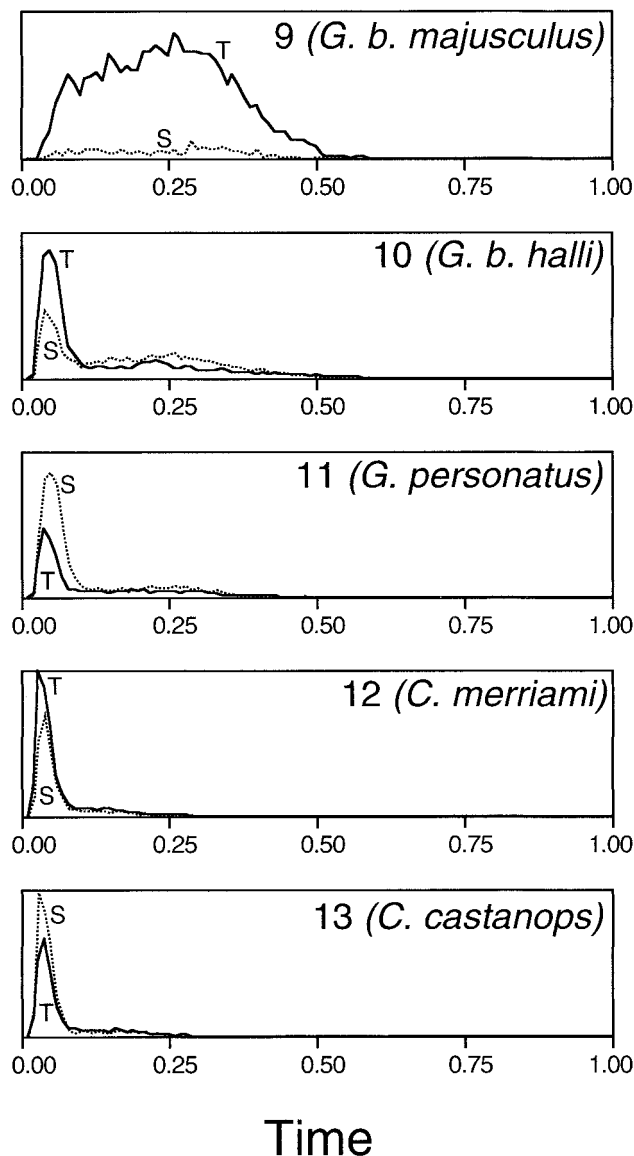 9 (G. b. majusculus)
T
S
0.00 0.25 0.50 0.75 1.00
10 (G. b. halli)
T
S
0.00 0.25 0.50 0.75 1.00
11 (G. personatus)
S
T
0.00 0.25 0.50 0.75 1.00
12 (C. merriami)
T
S
0.00 0.25 0.50 0.75 1.00
13 (C. castanops)
S
T
0.00 0.25 0.50 0.75 1.00
Time